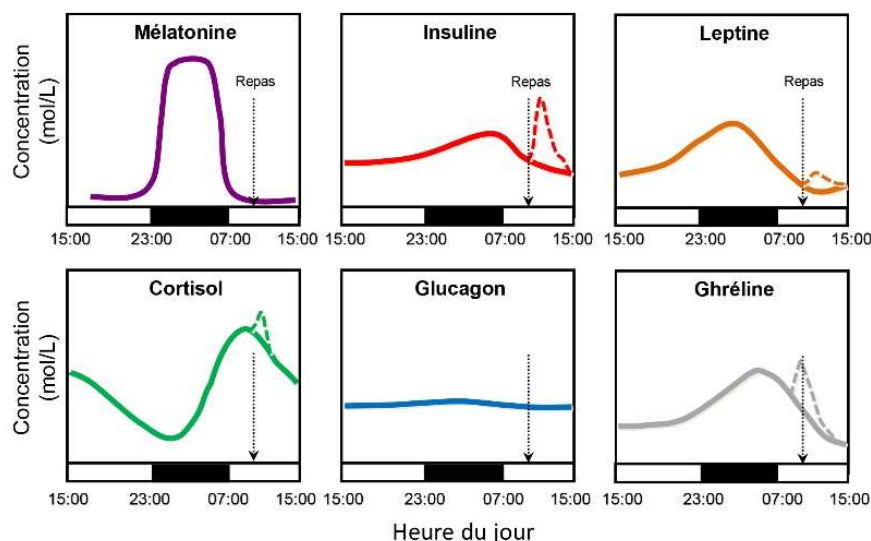 Mélatonine
Insuline
Leptine
Repas
Repas
Repas
Concentration
(mol/L)
15:00 23:00 07:00 15:00
15:00 23:00 07:00 15:00
15:00 23:00 07:00 15:00
Cortisol
Glucagon
Ghréline
Concentration
(mol/L)
15:00 23:00 07:00 15:00
15:00 23:00 07:00 15:00
15:00 23:00 07:00 15:00
Heure du jour